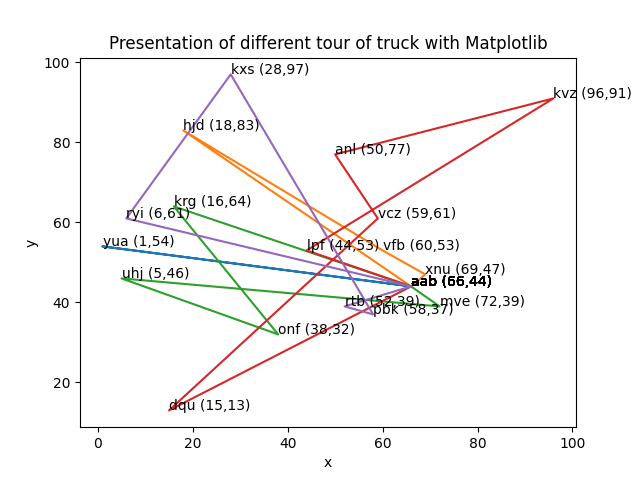 Presentation of different tour of truck with Matplotlib
100
80
60
40
20
y
kxs (28,97)
kvz (96,91)
hjd (18,83)
anl (50,77)
krg (16,64)
ryi (6,61)
vcz (59,61)
yua (1,54)
lpf (44,53) vfb (60,53)
xnu (69,47)
uhj (5,46)
rtb (52,39)
mve (72,39)
pbk (58,37)
onf (38,32)
dqu (15,13)
0 20 40 60 80 100
x